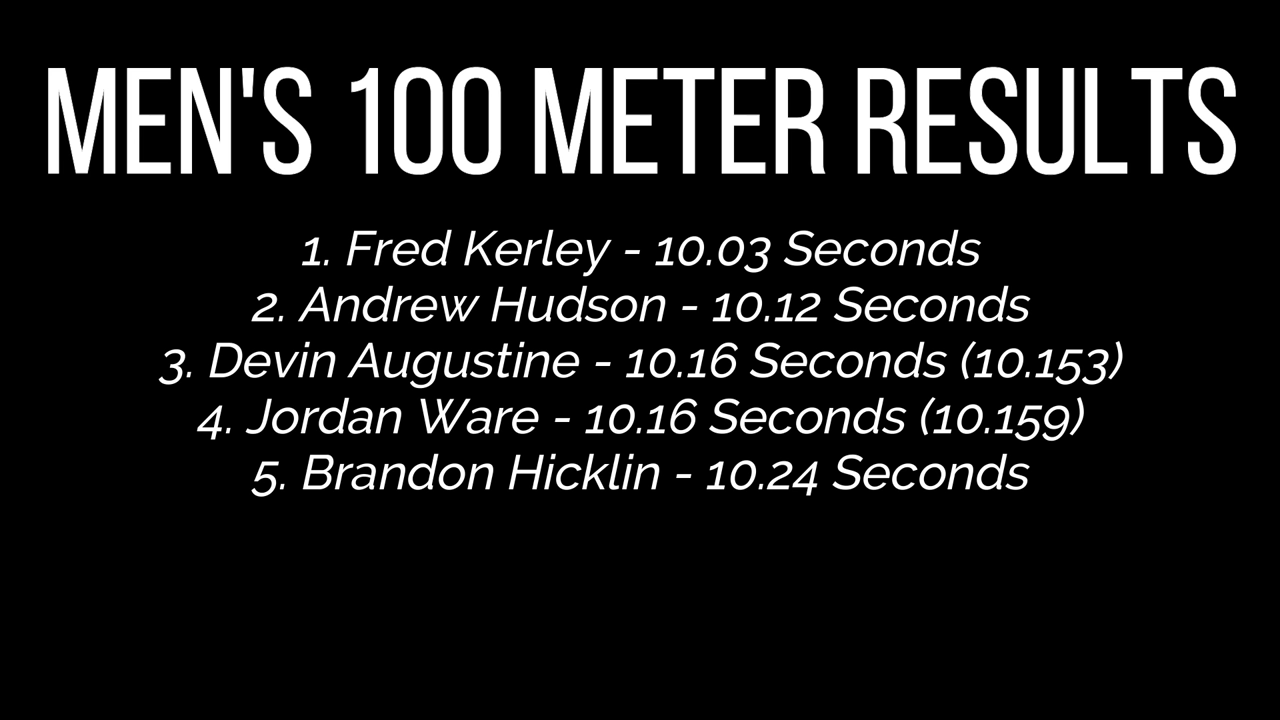 MEN'S 100 METER RESULTS
1. Fred Kerley - 10.03 Seconds
2. Andrew Hudson - 10.12 Seconds
3. Devin Augustine - 10.16 Seconds (10.153)
4. Jordan Ware - 10.16 Seconds (10.159)
5. Brandon Hicklin - 10.24 Seconds